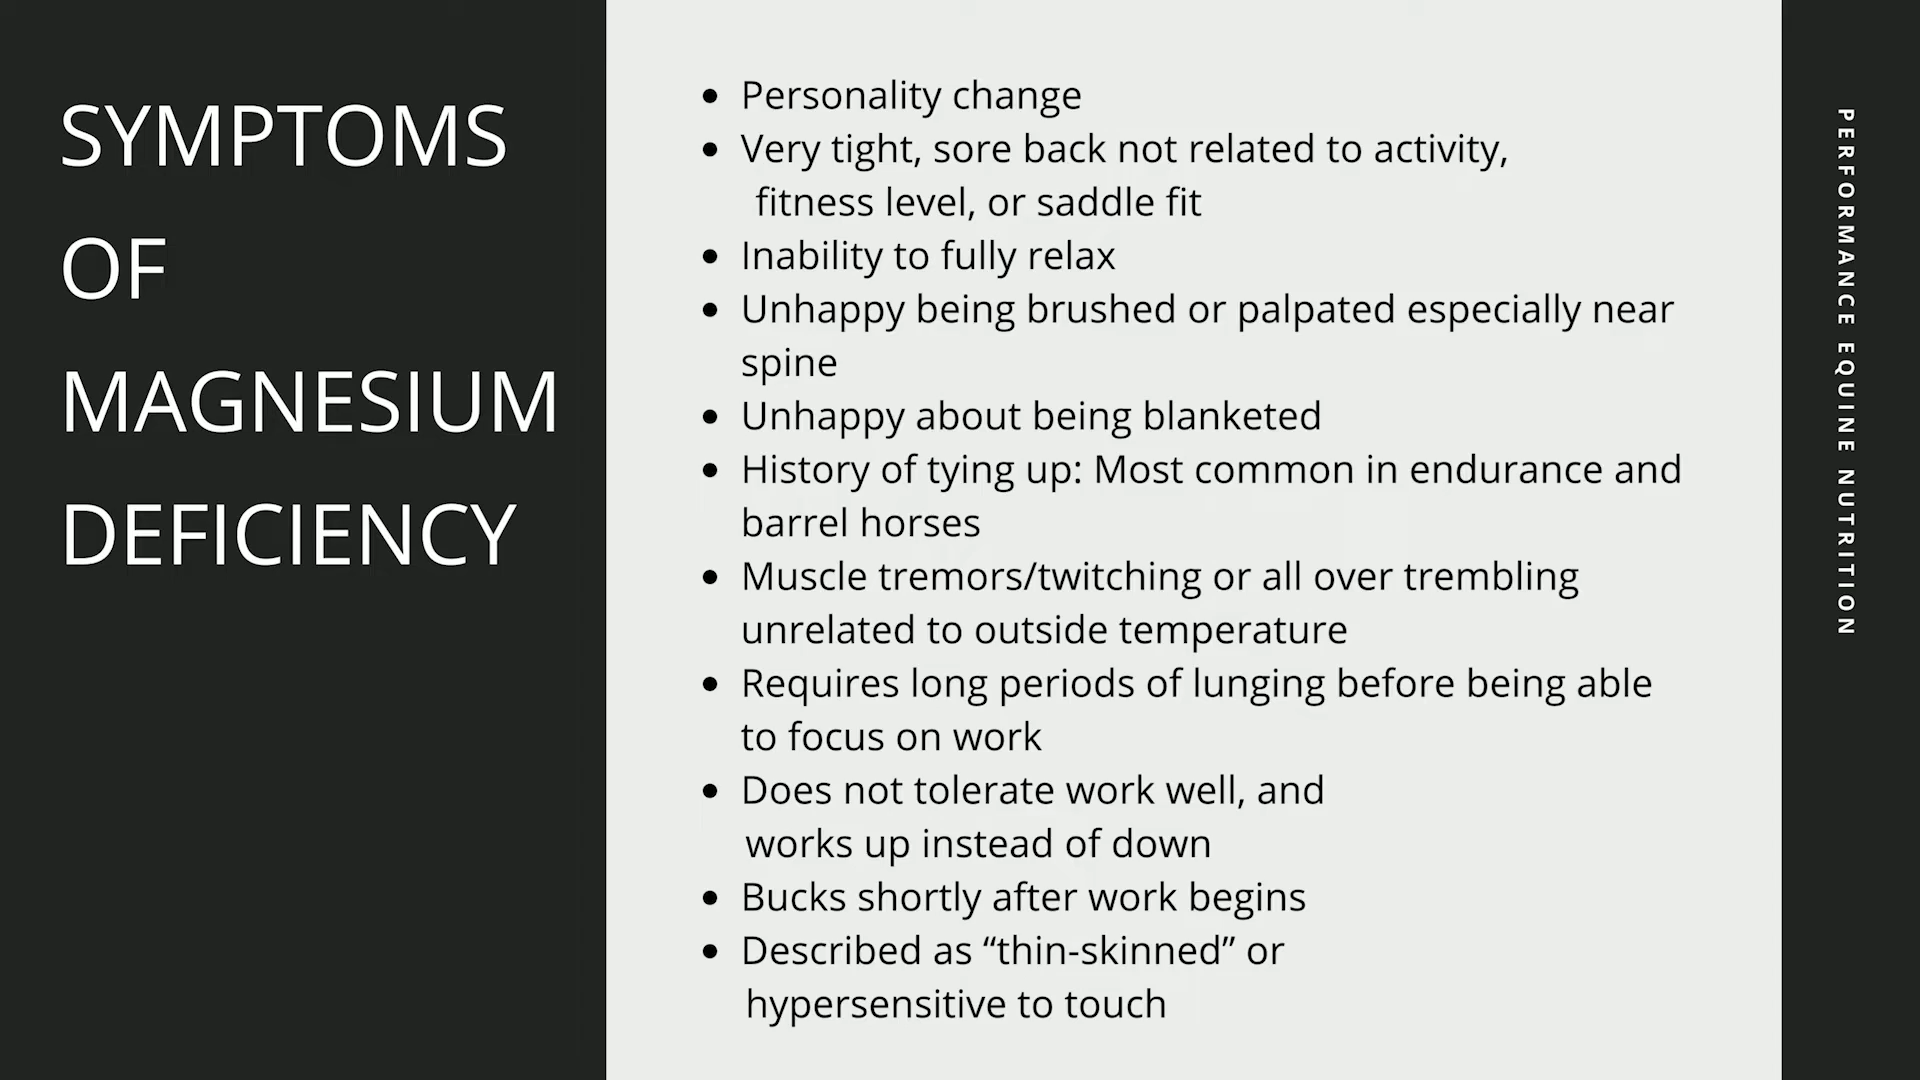 SYMPTOMS
OF
MAGNESIUM
DEFICIENCY
• Personality change
• Very tight, sore back not related to activity,
fitness level, or saddle fit
• Inability to fully relax
• Unhappy being brushed or palpated especially near
spine
• Unhappy about being blanketed
• History of tying up: Most common in endurance and
barrel horses
• Muscle tremors/twitching or all over trembling
unrelated to outside temperature
• Requires long periods of lunging before being able
to focus on work
• Does not tolerate work well, and
works up instead of down
• Bucks shortly after work begins
• Described as “thin-skinned” or
hypersensitive to touch
PERFORMANCE EQUINE NUTRITION